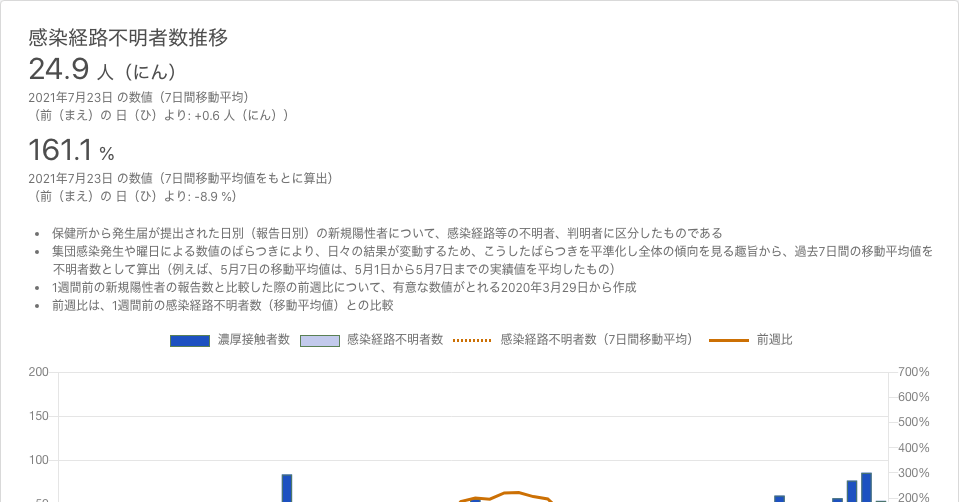 感染経路不明者数推移
24.9 人（にん）
2021年7月23日 の数値（7日間移動平均）
（前（まえ）の 日（ひ）より: +0.6 人（にん））
161.1 %
2021年7月23日 の数値（7日間移動平均値をもとに算出）
（前（まえ）の 日（ひ）より: -8.9 %）
• 保健所から発生届が提出された日別（報告日別）の新規陽性者について、感染経路等の不明者、判明者に区分したものである
• 集団感染発生や曜日による数値のばらつきにより、日々の結果が変動するため、こうしたばらつきを平準化し全体の傾向を見る趣旨から、過去7日間の移動平均値を
不明者数として算出（例えば、5月7日の移動平均値は、5月1日から5月7日までの実績値を平均したもの）
• 1週間前の新規陽性者の報告数と比較した際の前週比について、有意な数値がとれる2020年3月29日から作成
• 前週比は、1週間前の感染経路不明者数（移動平均値）との比較
濃厚接触者数 感染経路不明者数 感染経路不明者数（7日間移動平均） 前週比
200 700%
600%
150 500%
400%
100 300%
50 200%